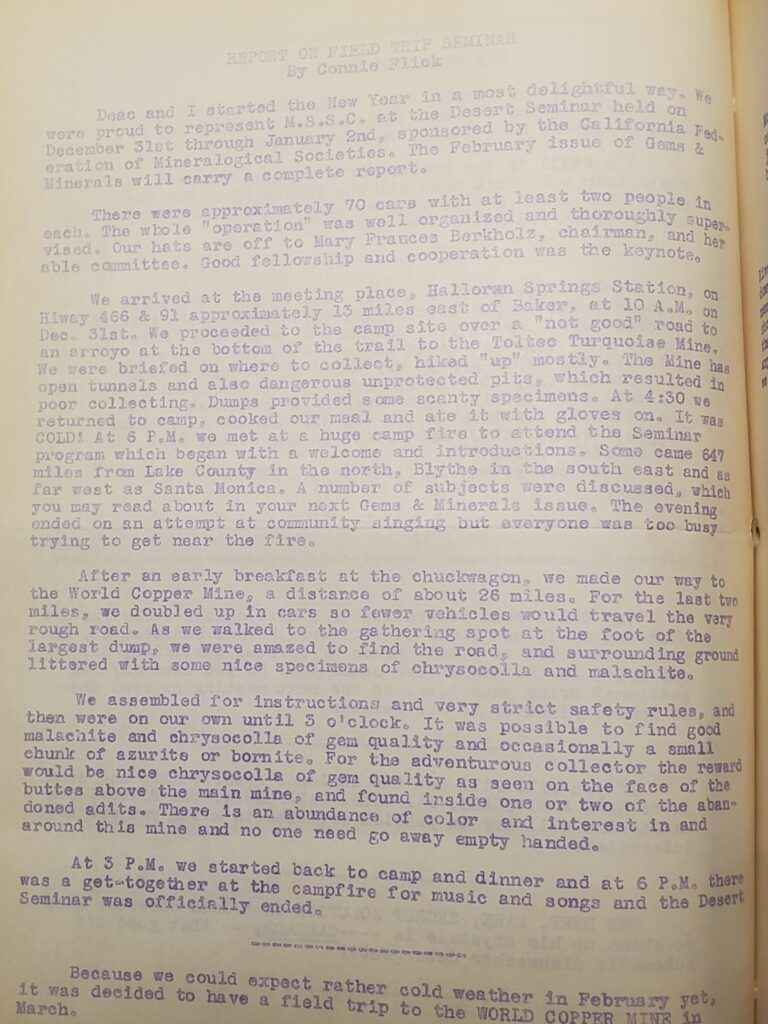 REPORT ON FIELD TRIP SEMINAR
By Connie Flick
Deac and I started the New Year in a most delightful way. We
were proud to represent M.S.S.C. at the Desert Seminar held on
December 31st through January 2nd, sponsored by the California Fed-
eration of Mineralogical Societies. The February issue of Gems &
Minerals will carry a complete report.
There were approximately 70 cars with at least two people in
each. The whole "operation" was well organized and thoroughly super-
vised. Our hats are off to Mary Frances Berkholz, chairman, and her
able committee. Good fellowship and cooperation was the keynote.
We arrived at the meeting place, Halloran Springs Station, on
Hiway 466 & 91 approximately 13 miles east of Baker, at 10 A.M. on
Dec. 31st. We proceeded to the camp site over a "not good" road to
an arroyo at the bottom of the trail to the Toltec Turquoise Mine.
We were briefed on where to collect, hiked "up" mostly. The Mine has
open tunnels and also dangerous unprotected pits, which resulted in
poor collecting. Dumps provided some scanty specimens. At 4:30 we
returned to camp, cooked our meal and ate it with gloves on. It was
COLD! At 6 P.M. we met at a huge camp fire to attend the Seminar
program which began with a welcome and introductions. Some came 647
miles from Lake County in the north, Blythe in the south east and as
far west as Santa Monica. A number of subjects were discussed, which
you may read about in your next Gems & Minerals issue. The evening
ended on an attempt at community singing but everyone was too busy
trying to get near the fire.
After an early breakfast at the chuckwagon, we made our way to
the World Copper Mine, a distance of about 26 miles. For the last two
miles, we doubled up in cars so fewer vehicles would travel the very
rough road. As we walked to the gathering spot at the foot of the
largest dump, we were amazed to find the road, and surrounding ground
littered with some nice specimens of chrysocolla and malachite.
We assembled for instructions and very strict safety rules, and
then were on our own until 3 o'clock. It was possible to find good
malachite and chrysocolla of gem quality and occasionally a small
chunk of azurite or bornite. For the adventurous collector the reward
would be nice chrysocolla of gem quality as seen on the face of the
buttes above the main mine, and found inside one or two of the aban-
doned adits. There is an abundance of color and interest in and
around this mine and no one need go away empty handed.
At 3 P.M. we started back to camp and dinner and at 6 P.M. there
was a get-together at the campfire for music and songs and the Desert
Seminar was officially ended.
Because we could expect rather cold weather in February yet,
it was decided to have a field trip to the WORLD COPPER MINE in
March.